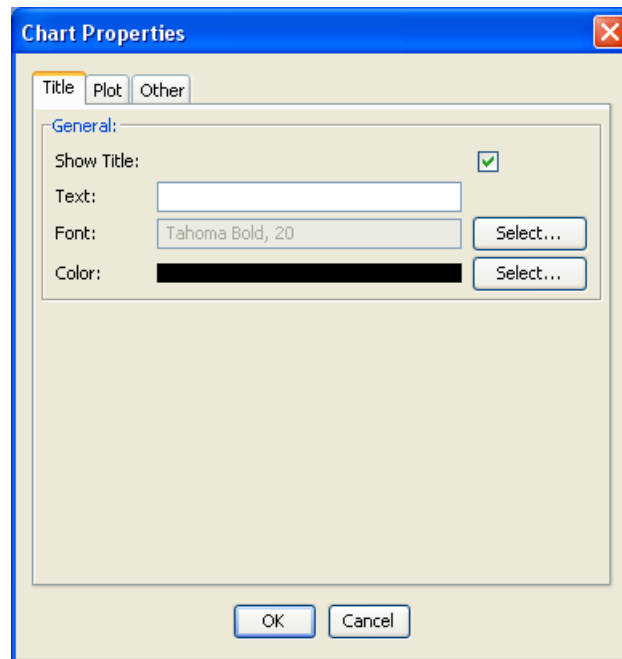 Chart Properties
Title Plot Other
General:
Show Title:
Text:
Font: Tahoma Bold, 20 Select...
Color: Select...
OK Cancel